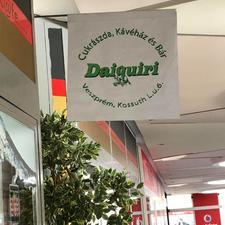 Cukrászda, Kávéház és Bár
Daiquiri
Veszprém, Kossuth L.u.6.